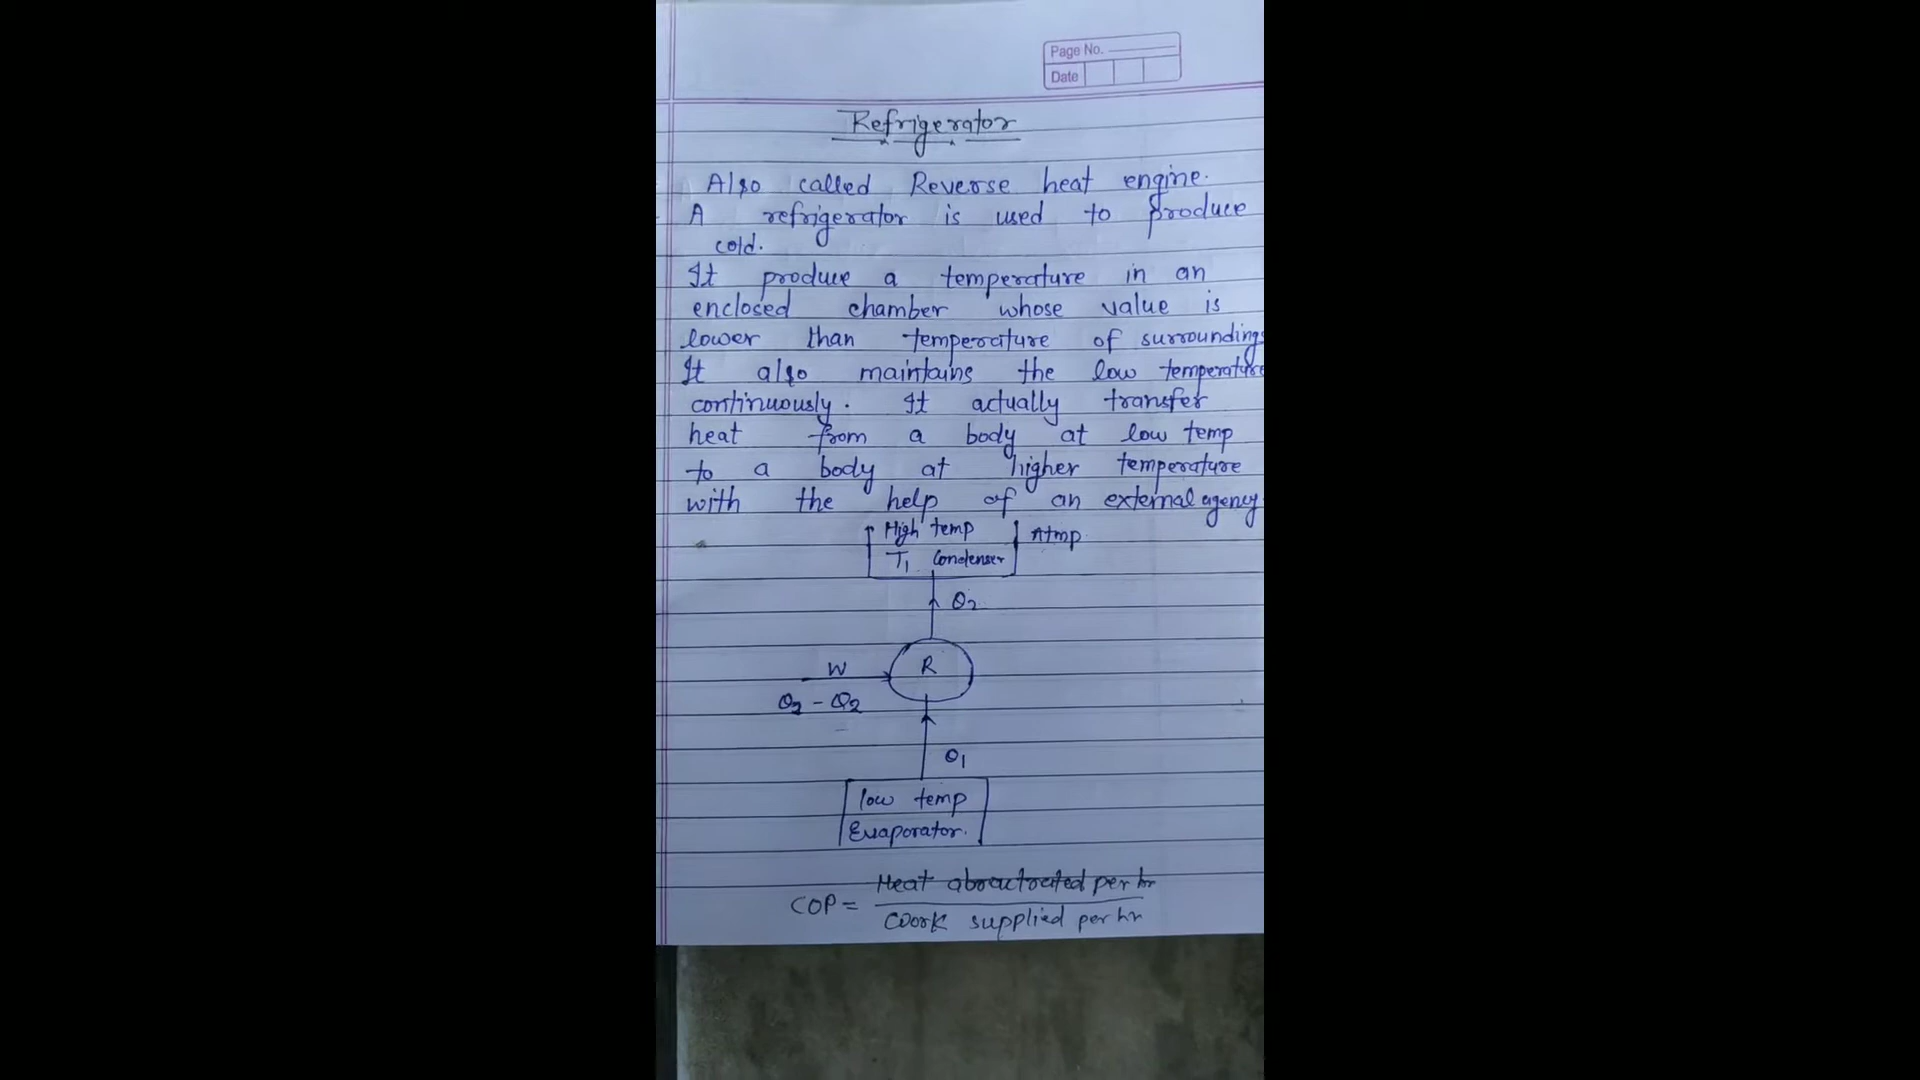 Page No.
Date
Refrigerator
Also called Reverse heat engine.
A refrigerator is used to produce
cold.
It produce a temperature in an
enclosed chamber whose value is
lower than temperature of surroundings
It also maintains the low temperature
continuously. It actually transfer
heat from a body at low temp
to a body at higher temperature
with the help of an external agency
High temp Atmp
T1 Condenser
Q2
W R
Q2 - Q2
Q1
low temp
Evaporator.
Heat per hr
COP =
Work supplied per hr